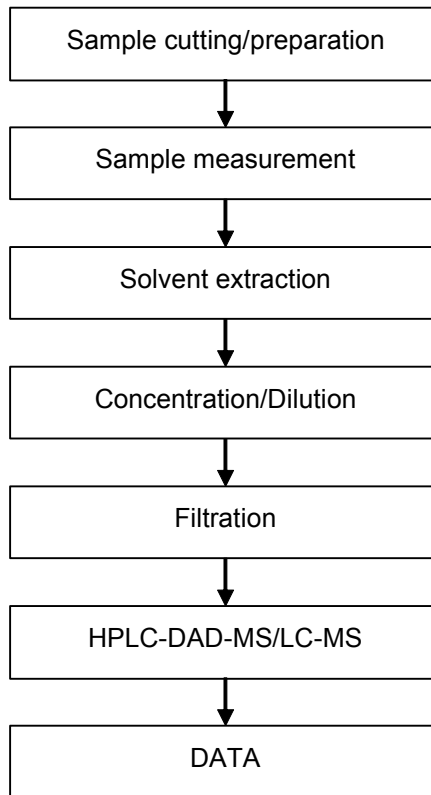 Sample cutting/preparation
Sample measurement
Solvent extraction
Concentration/Dilution
Filtration
HPLC-DAD-MS/LC-MS
DATA